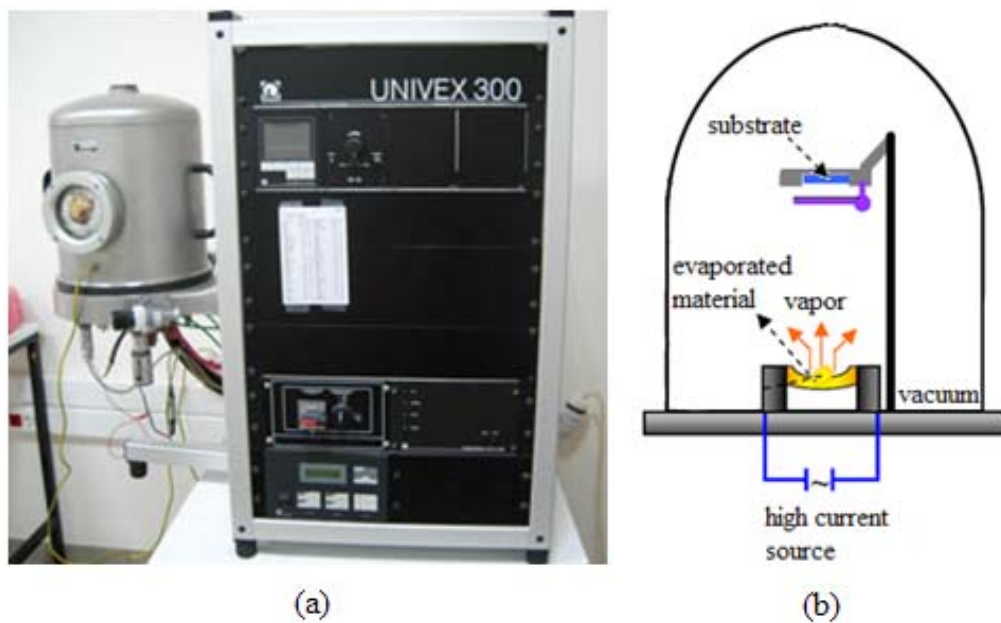 UNIVEX 300
substrate
evaporated
material
vapor
vacuum
~
high current
source
(a)
(b)